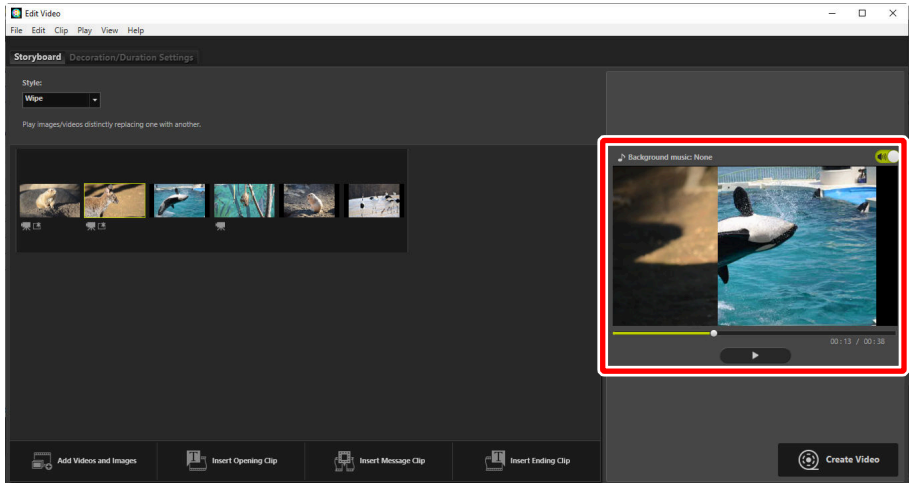 Edit Video
File Edit Clip Play View Help
Storyboard Decoration/Duration Settings
Style:
Wipe
Play images/videos distinctly replacing one with another.
Background music: None
00 : 13 / 00 : 38
Add Videos and Images
Insert Opening Clip
Insert Message Clip
Insert Ending Clip
Create Video